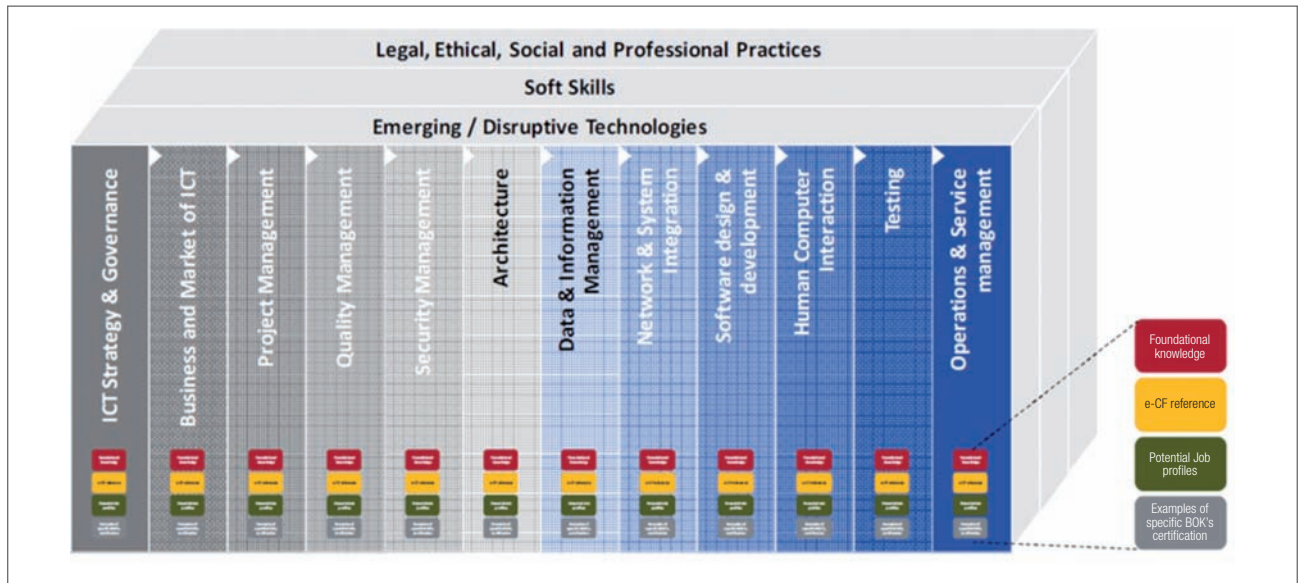 Legal, Ethical, Social and Professional Practices
Soft Skills
Emerging / Disruptive Technologies
ICT Strategy & Governance
Business and Market of ICT
Project Management
Quality Management
Security Management
Architecture
Data & Information
Management
Network & System
Integration
Software design &
development
Human Computer
Interaction
Testing
Operations & Service
management
Foundational
knowledge
e-CF reference
Potential Job
profiles
Examples of
specific BOK's
certification